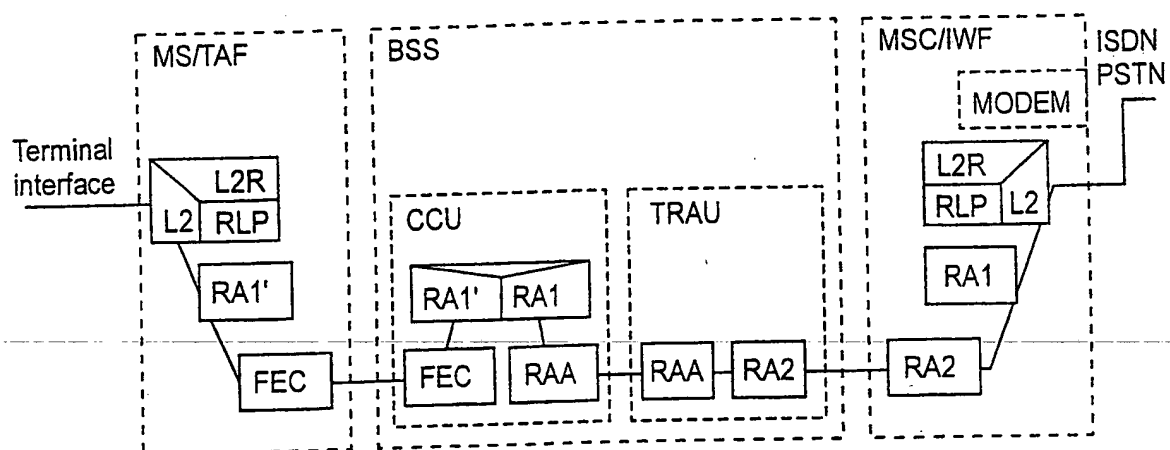 MS/TAF
BSS
MSC/IWF
ISDN
PSTN
MODEM
Terminal
interface
L2R
L2
RLP
RA1'
FEC
CCU
RA1'
RA1
FEC
RAA
TRAU
RAA
RA2
L2R
RLP
L2
RA1
RA2